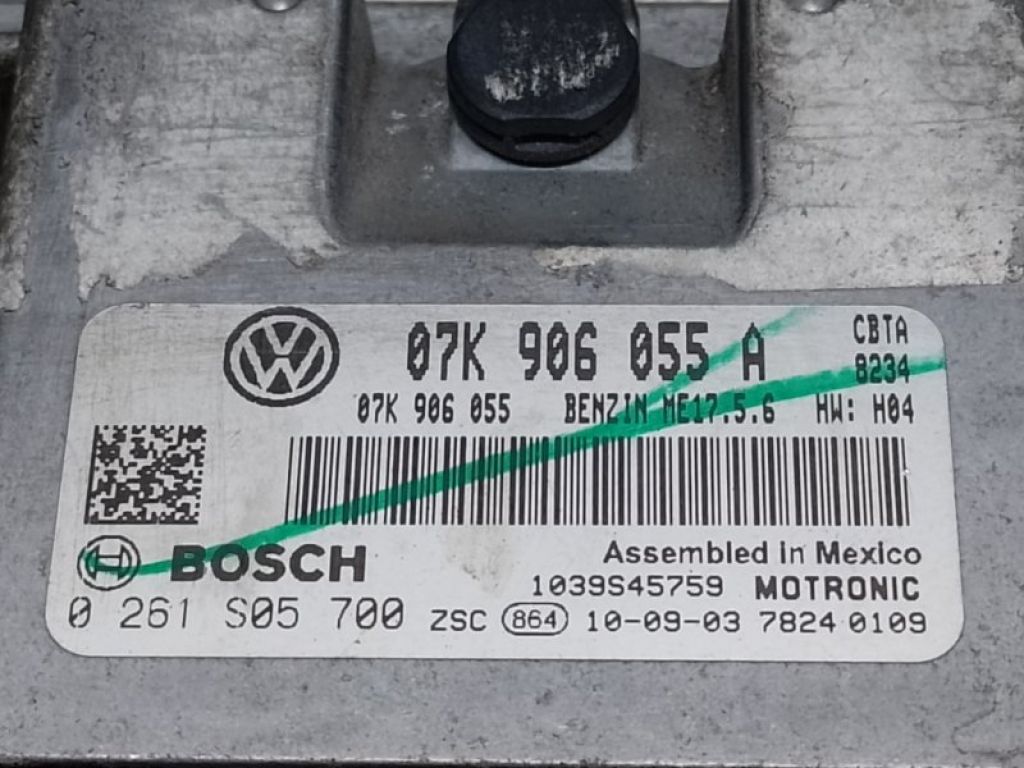 07K 906 055 A CBTA
8234
07K 906 055 BENZIN ME17.5.6 HW: H04
BOSCH
Assembled in Mexico
1039S45759 MOTRONIC
0 261 S05 700 ZSC 864 10-09-03 7824 0109